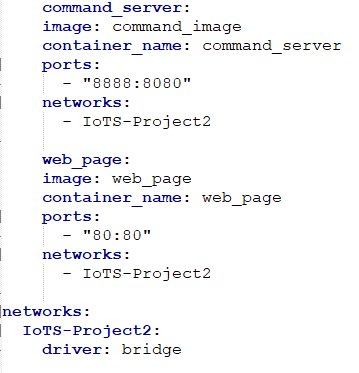 command_server:
image: command_image
container_name: command_server
ports:
- "8888:8080"
networks:
- IoTS-Project2
web_page:
image: web_page
container_name: web_page
ports:
- "80:80"
networks:
- IoTS-Project2
networks:
IoTS-Project2:
driver: bridge